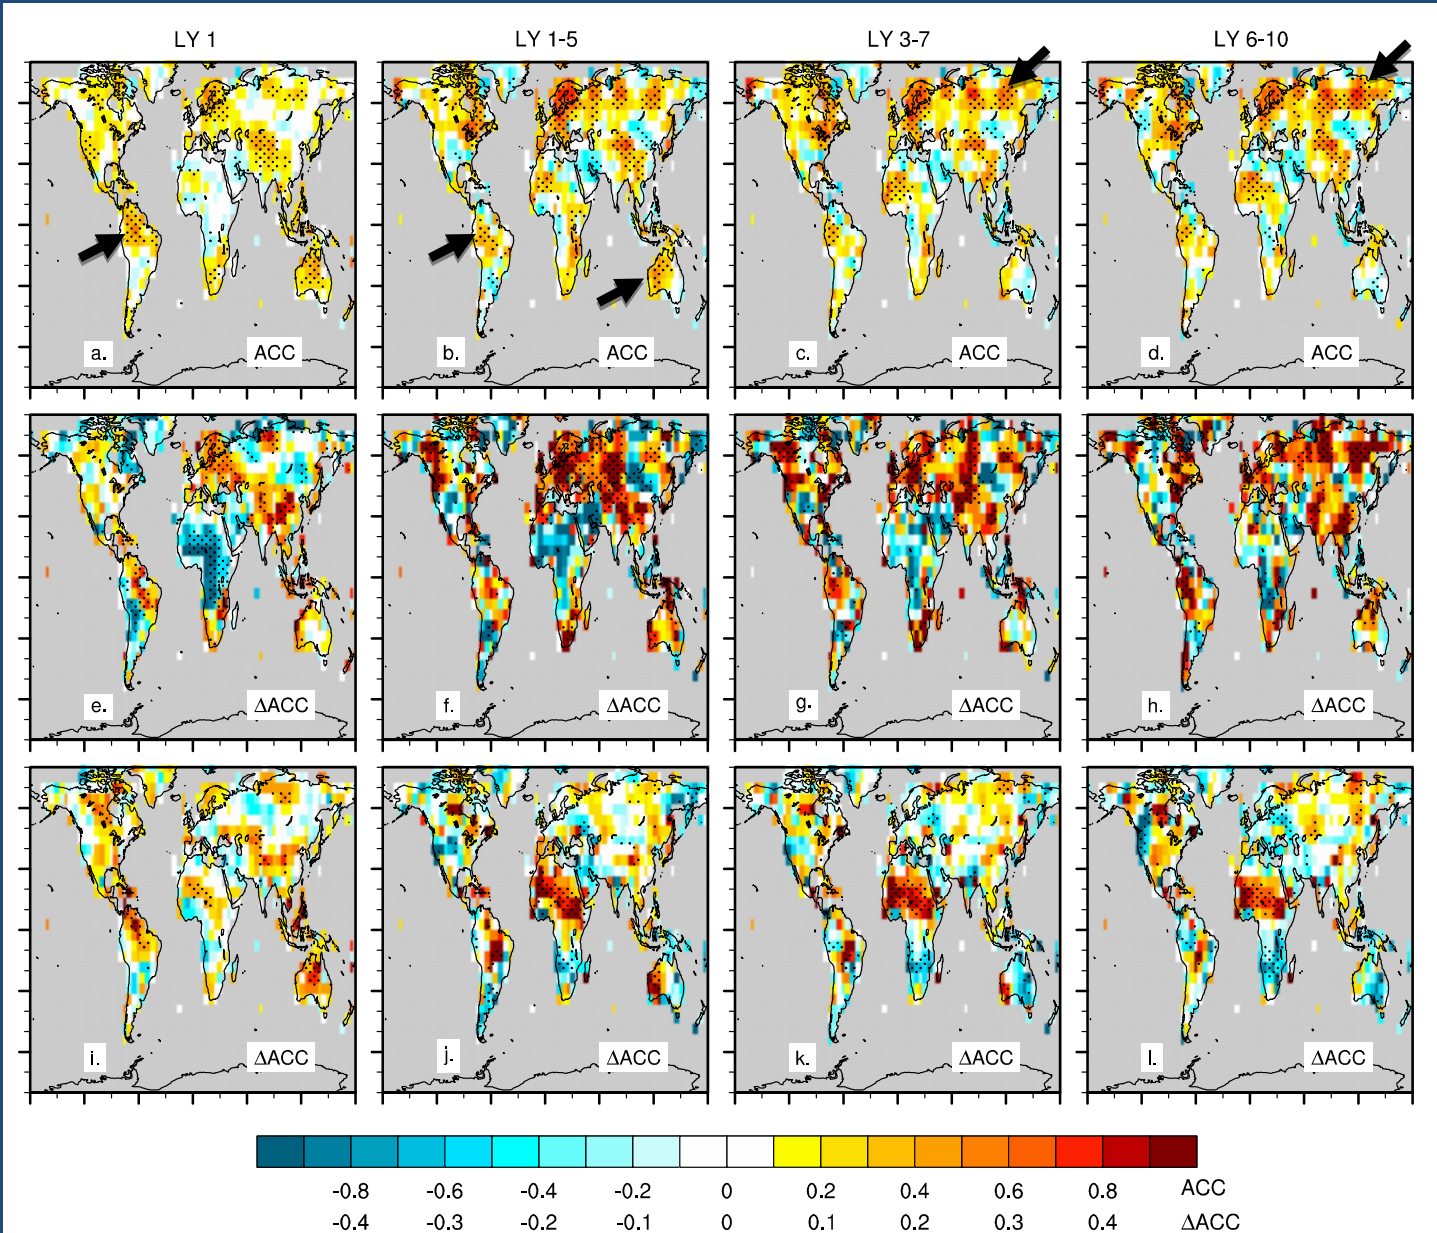 LY 1 LY 1-5 LY 3-7 LY 6-10
a. ACC b. ACC c. ACC d. ACC
e. ΔACC f. ΔACC g. ΔACC h. ΔACC
i. ΔACC j. ΔACC k. ΔACC l. ΔACC
-0.8 -0.6 -0.4 -0.2 0 0.2 0.4 0.6 0.8 ACC
-0.4 -0.3 -0.2 -0.1 0 0.1 0.2 0.3 0.4 ΔACC